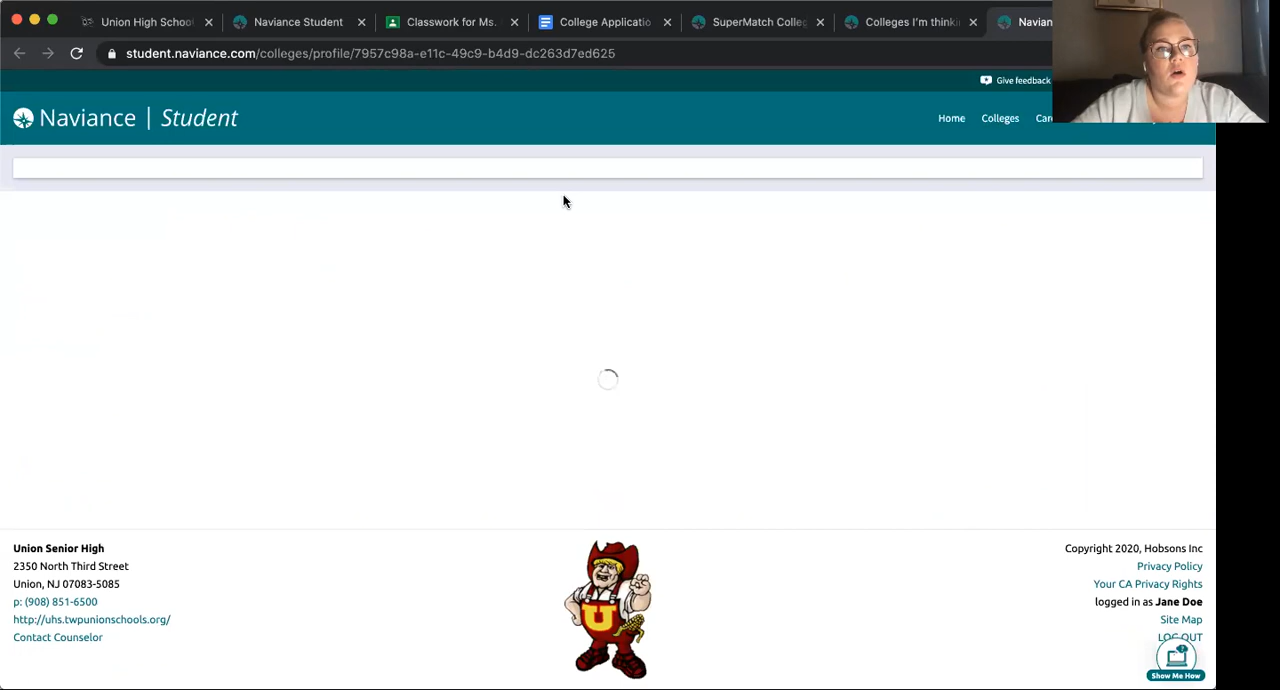 Union High School
Naviance Student
Classwork for Ms.
College Applicatio
SuperMatch Colleg
Colleges I'm thinki
Navian
student.naviance.com/colleges/profile/7957c98a-e11c-49c9-b4d9-dc263d7ed625
Give feedback
Naviance | Student
Home
Colleges
Car
Union Senior High
2350 North Third Street
Union, NJ 07083-5085
p: (908) 851-6500
http://uhs.twpunionschools.org/
Contact Counselor
U
Copyright 2020, Hobsons Inc
Privacy Policy
Your CA Privacy Rights
logged in as Jane Doe
Site Map
LOG OUT
Show Me How